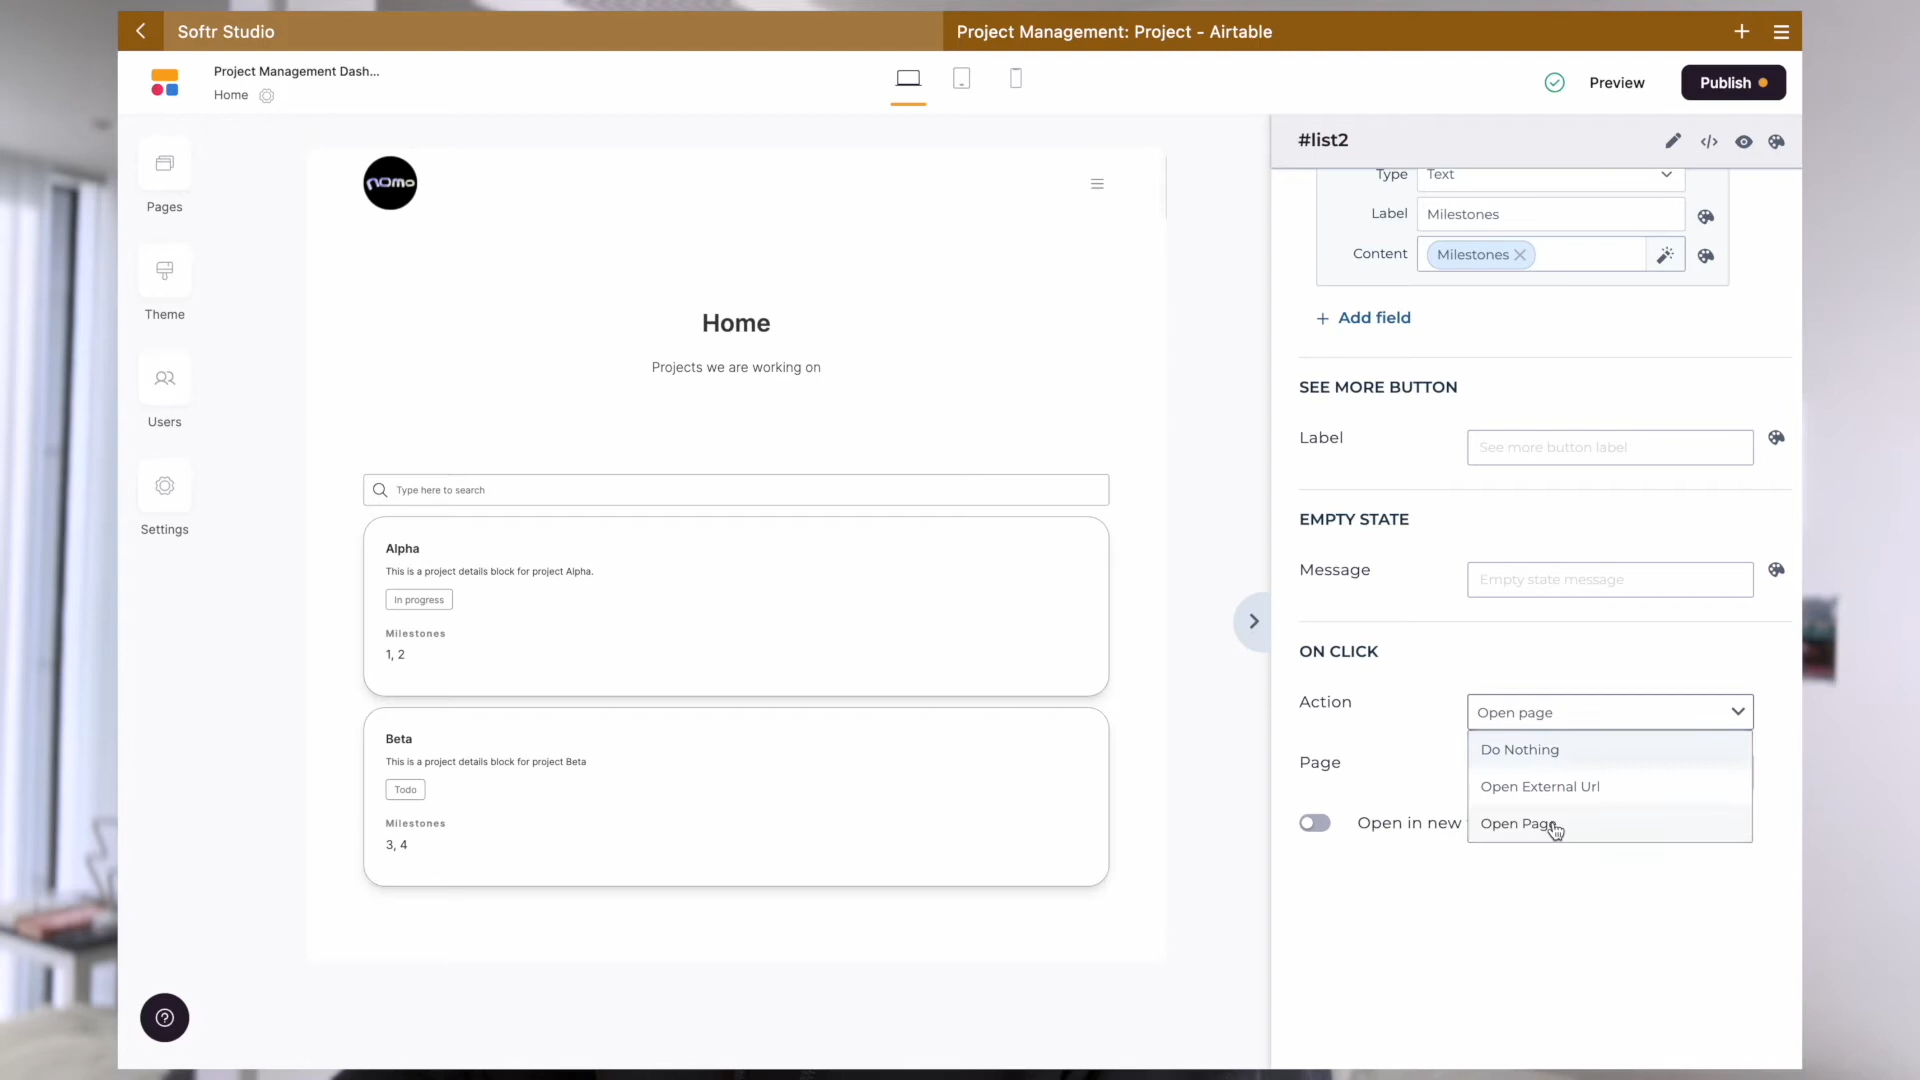 Softr Studio
Project Management: Project - Airtable
Project Management Dash...
Home
Preview
Publish
Pages
Theme
Users
Settings
nomo
Home
Projects we are working on
Type here to search
Alpha
This is a project details block for project Alpha.
In progress
Milestones
1, 2
Beta
This is a project details block for project Beta
Todo
Milestones
3, 4
#list2
Type
Text
Label
Milestones
Content
Milestones
+ Add field
SEE MORE BUTTON
Label
See more button label
EMPTY STATE
Message
Empty state message
ON CLICK
Action
Open page
Do Nothing
Open External Url
Page
Open in new